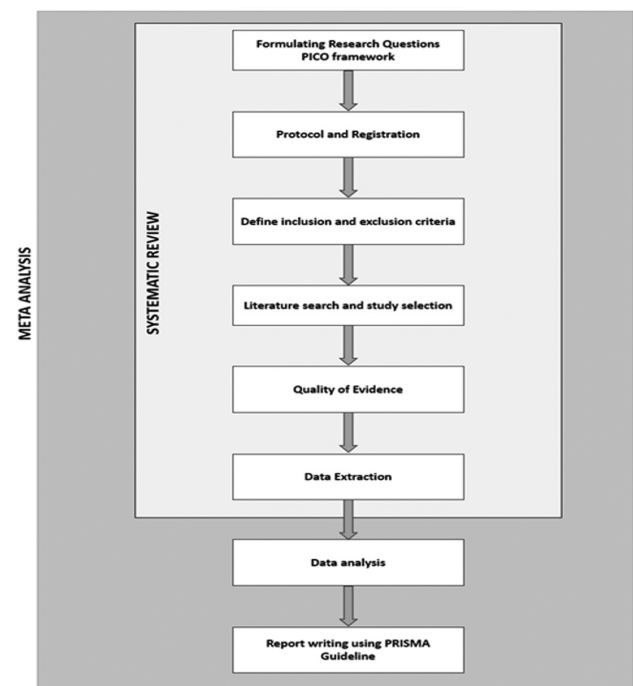 META ANALYSIS
SYSTEMATIC REVIEW
Formulating Research Questions
PICO framework
Protocol and Registration
Define inclusion and exclusion criteria
Literature search and study selection
Quality of Evidence
Data Extraction
Data analysis
Report writing using PRISMA
Guideline